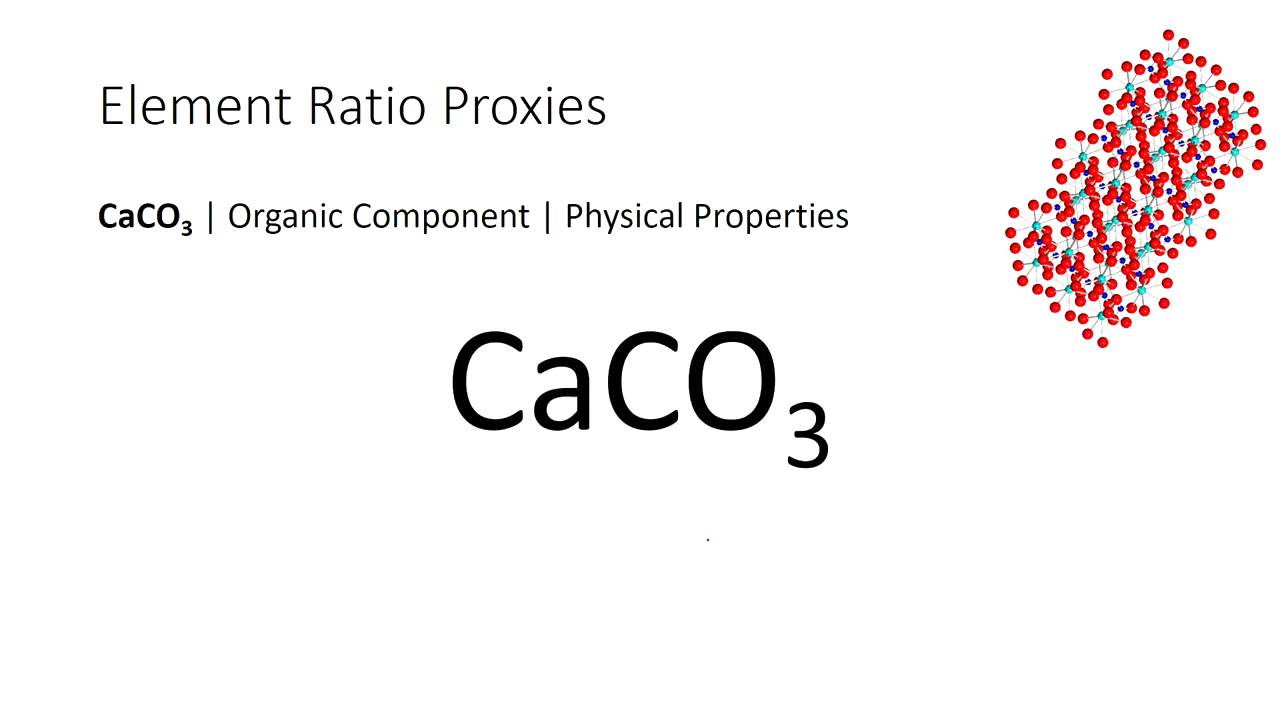 Element Ratio Proxies
CaCO₃ | Organic Component | Physical Properties
CaCO₃